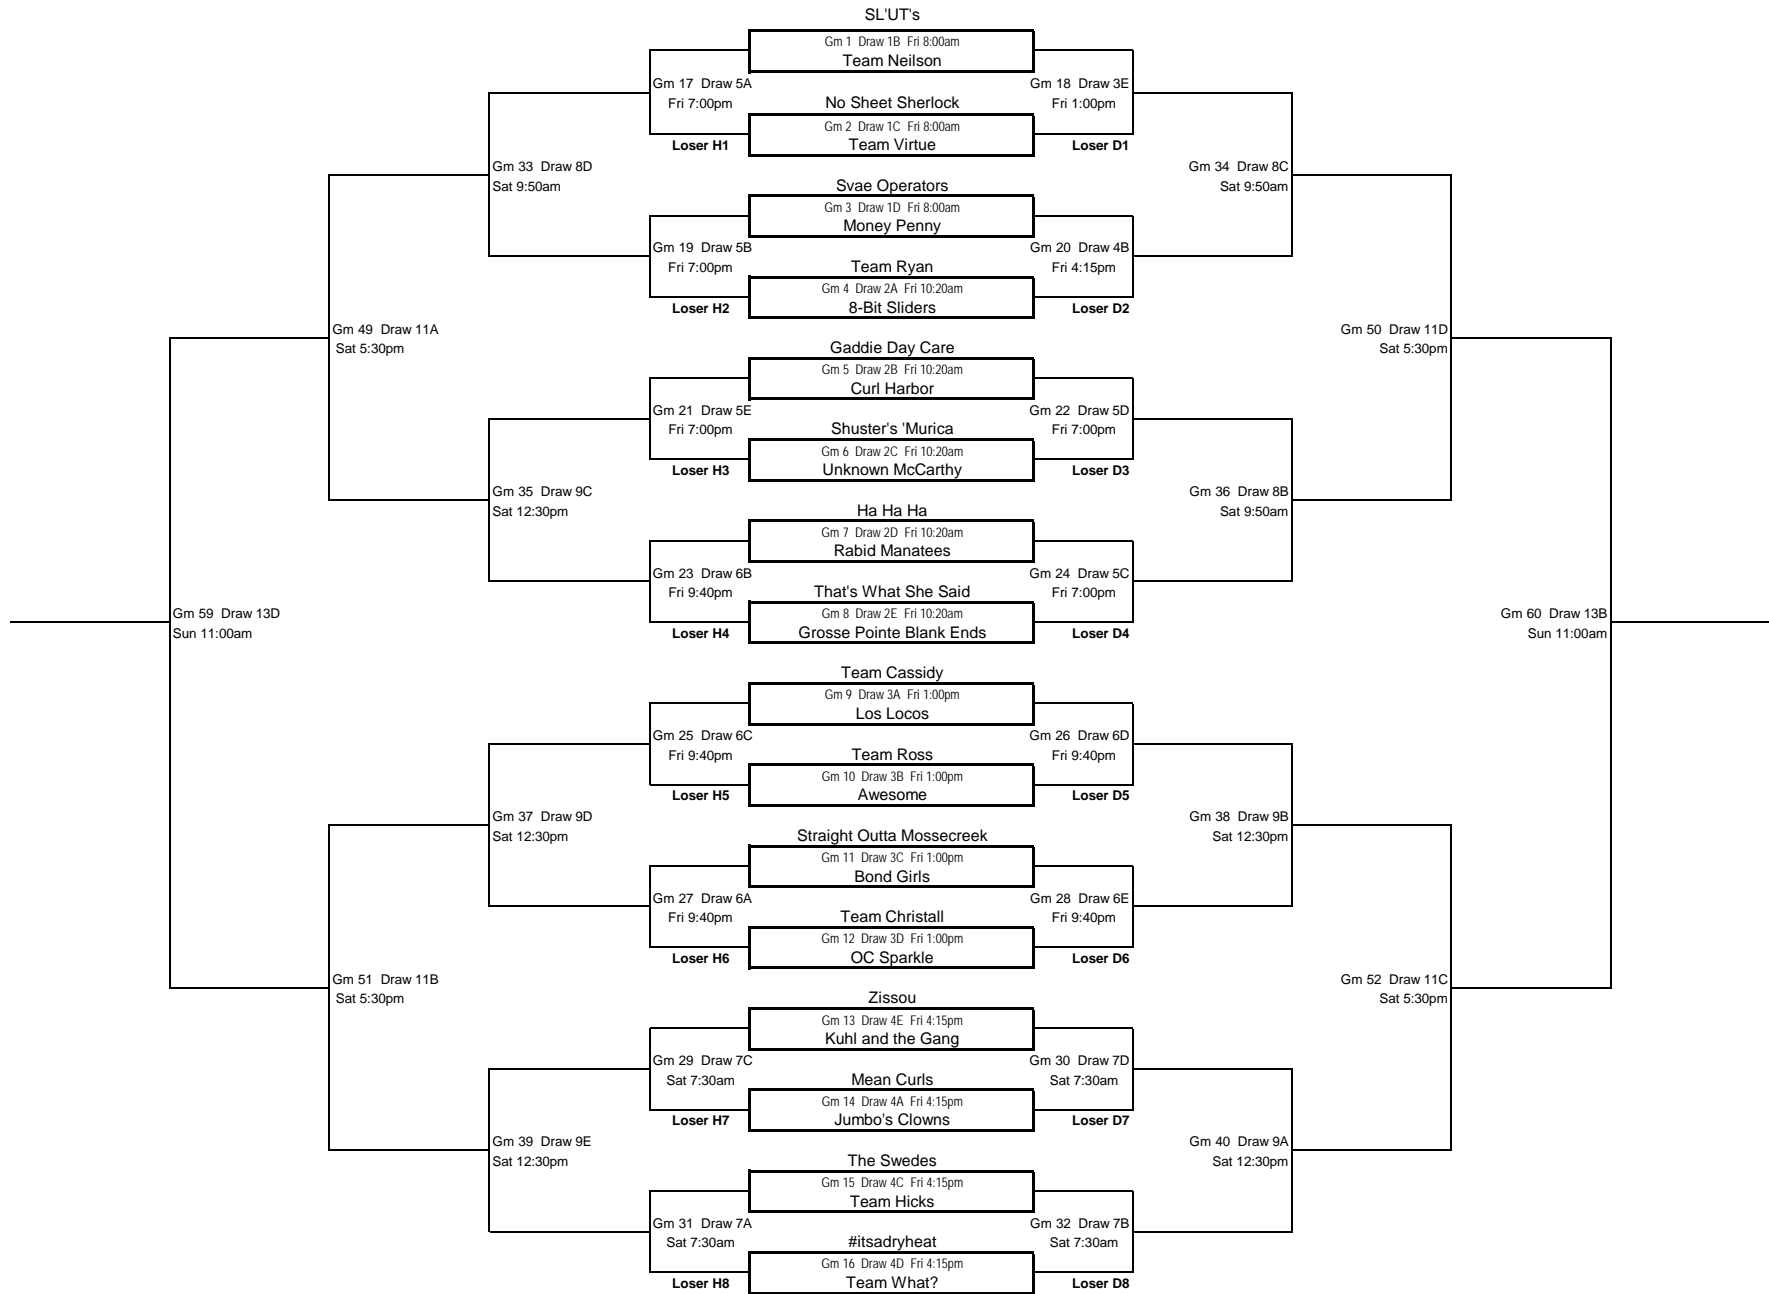 SL'UT's
Gm 1 Draw 1B Fri 8:00am
Team Neilson
Gm 17 Draw 5A
Fri 7:00pm
Gm 18 Draw 3E
Fri 1:00pm
No Sheet Sherlock
Gm 2 Draw 1C Fri 8:00am
Team Virtue
Loser H1
Loser D1
Gm 33 Draw 8D
Sat 9:50am
Gm 34 Draw 8C
Sat 9:50am
Svae Operators
Gm 3 Draw 1D Fri 8:00am
Money Penny
Gm 19 Draw 5B
Fri 7:00pm
Gm 20 Draw 4B
Fri 4:15pm
Team Ryan
Gm 4 Draw 2A Fri 10:20am
8-Bit Sliders
Loser H2
Loser D2
Gm 49 Draw 11A
Sat 5:30pm
Gm 50 Draw 11D
Sat 5:30pm
Gaddie Day Care
Gm 5 Draw 2B Fri 10:20am
Curl Harbor
Gm 21 Draw 5E
Fri 7:00pm
Gm 22 Draw 5D
Fri 7:00pm
Shuster's 'Murica
Gm 6 Draw 2C Fri 10:20am
Unknown McCarthy
Loser H3
Loser D3
Gm 35 Draw 9C
Sat 12:30pm
Gm 36 Draw 8B
Sat 9:50am
Ha Ha Ha
Gm 7 Draw 2D Fri 10:20am
Rabid Manatees
Gm 23 Draw 6B
Fri 9:40pm
Gm 24 Draw 5C
Fri 7:00pm
That's What She Said
Gm 8 Draw 2E Fri 10:20am
Grosse Pointe Blank Ends
Loser H4
Loser D4
Gm 59 Draw 13D
Sun 11:00am
Gm 60 Draw 13B
Sun 11:00am
Team Cassidy
Gm 9 Draw 3A Fri 1:00pm
Los Locos
Gm 25 Draw 6C
Fri 9:40pm
Gm 26 Draw 6D
Fri 9:40pm
Team Ross
Gm 10 Draw 3B Fri 1:00pm
Awesome
Loser H5
Loser D5
Gm 37 Draw 9D
Sat 12:30pm
Gm 38 Draw 9B
Sat 12:30pm
Straight Outta Mossecreek
Gm 11 Draw 3C Fri 1:00pm
Bond Girls
Gm 27 Draw 6A
Fri 9:40pm
Gm 28 Draw 6E
Fri 9:40pm
Team Christall
Gm 12 Draw 3D Fri 1:00pm
OC Sparkle
Loser H6
Loser D6
Gm 51 Draw 11B
Sat 5:30pm
Gm 52 Draw 11C
Sat 5:30pm
Zissou
Gm 13 Draw 4E Fri 4:15pm
Kuhl and the Gang
Gm 29 Draw 7C
Sat 7:30am
Gm 30 Draw 7D
Sat 7:30am
Mean Curls
Gm 14 Draw 4A Fri 4:15pm
Jumbo's Clowns
Loser H7
Loser D7
Gm 39 Draw 9E
Sat 12:30pm
Gm 40 Draw 9A
Sat 12:30pm
The Swedes
Gm 15 Draw 4C Fri 4:15pm
Team Hicks
Gm 31 Draw 7A
Sat 7:30am
Gm 32 Draw 7B
Sat 7:30am
#itsadryheat
Gm 16 Draw 4D Fri 4:15pm
Team What?
Loser H8
Loser D8